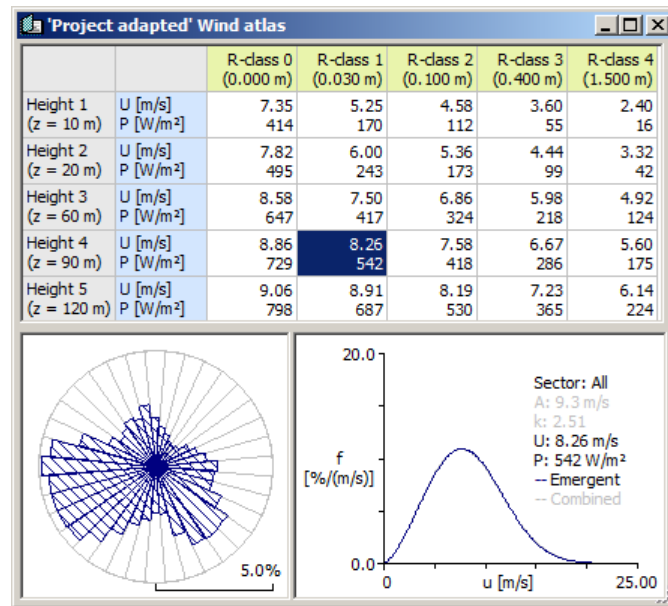 'Project adapted' Wind atlas
R-class 0 R-class 1 R-class 2 R-class 3 R-class 4
(0.000 m) (0.030 m) (0.100 m) (0.400 m) (1.500 m)
Height 1 U [m/s] 7.35 5.25 4.58 3.60 2.40
(z = 10 m) P [W/m²] 414 170 112 55 16
Height 2 U [m/s] 7.82 6.00 5.36 4.44 3.32
(z = 20 m) P [W/m²] 495 243 173 99 42
Height 3 U [m/s] 8.58 7.50 6.86 5.98 4.92
(z = 60 m) P [W/m²] 647 417 324 218 124
Height 4 U [m/s] 8.86 8.26 7.58 6.67 5.60
(z = 90 m) P [W/m²] 729 542 418 286 175
Height 5 U [m/s] 9.06 8.91 8.19 7.23 6.14
(z = 120 m) P [W/m²] 798 687 530 365 224
5.0%
20.0
f
[%/(m/s)]
0.0
0 u [m/s] 25.00
Sector: All
A: 9.3 m/s
k: 2.51
U: 8.26 m/s
P: 542 W/m²
-- Emergent
-- Combined